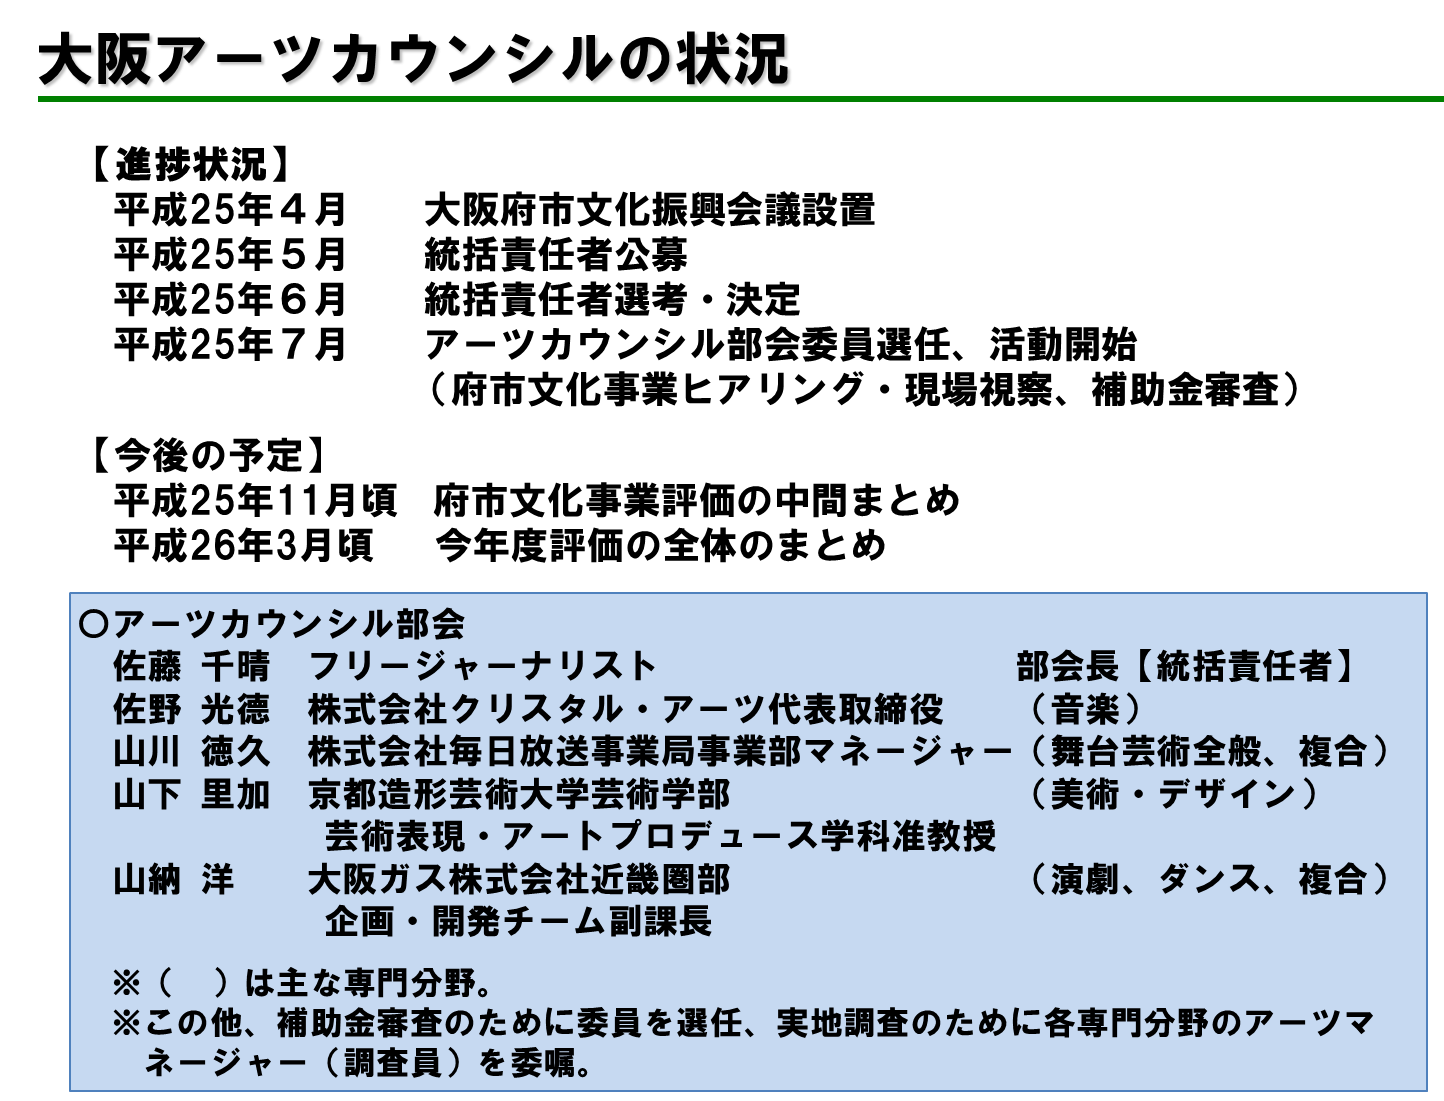 大阪アーツカウンシルの状況
【進捗状況】
平成25年４月　　大阪府市文化振興会議設置
平成25年５月　　統括責任者公募
平成25年６月　　統括責任者選考・決定
平成25年７月　　アーツカウンシル部会委員選任、活動開始
（府市文化事業ヒアリング・現場視察、補助金審査）
【今後の予定】
平成25年11月頃　府市文化事業評価の中間まとめ
平成26年3月頃　今年度評価の全体のまとめ
〇アーツカウンシル部会
佐藤 千晴　フリージャーナリスト　部会長【統括責任者】
佐野 光徳　株式会社クリスタル・アーツ代表取締役　（音楽）
山川 徳久　株式会社毎日放送事業局事業部マネージャー（舞台芸術全般、複合）
山下 里加　京都造形芸術大学芸術学部　（美術・デザイン）
芸術表現・アートプロデュース学科准教授
山納 洋　大阪ガス株式会社近畿圏部　（演劇、ダンス、複合）
企画・開発チーム副課長
※（　）は主な専門分野。
※この他、補助金審査のために委員を選任、実地調査のために各専門分野のアーツマ
ネージャー（調査員）を委嘱。